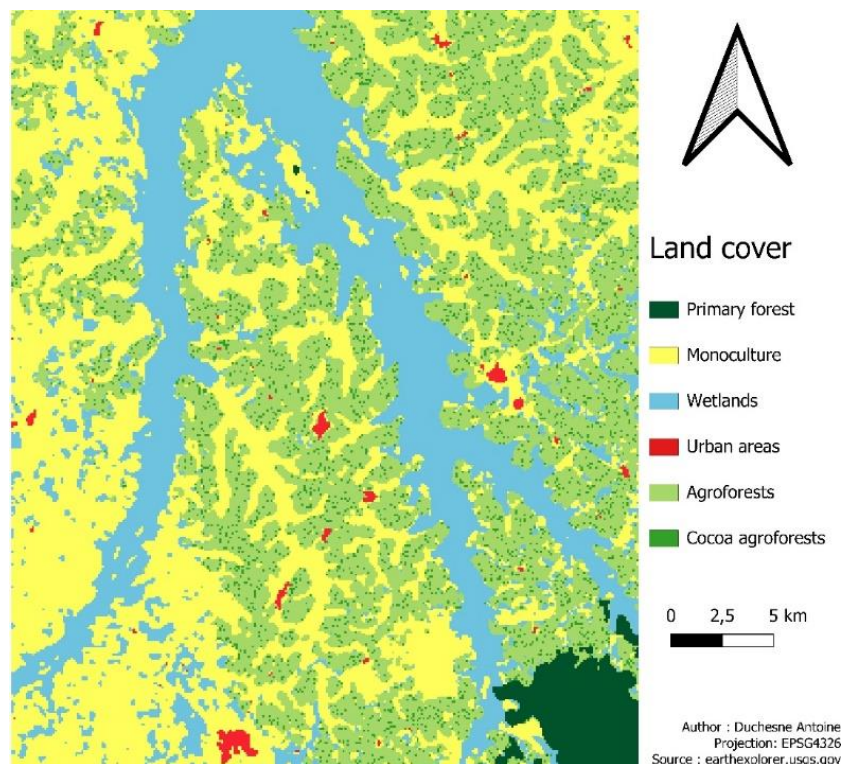 Land cover
Primary forest
Monoculture
Wetlands
Urban areas
Agroforests
Cocoa agroforests
0 2,5 5 km
Author : Duchesne Antoine
Projection: EPSG4326
Source : earthexplorer.usgs.gov